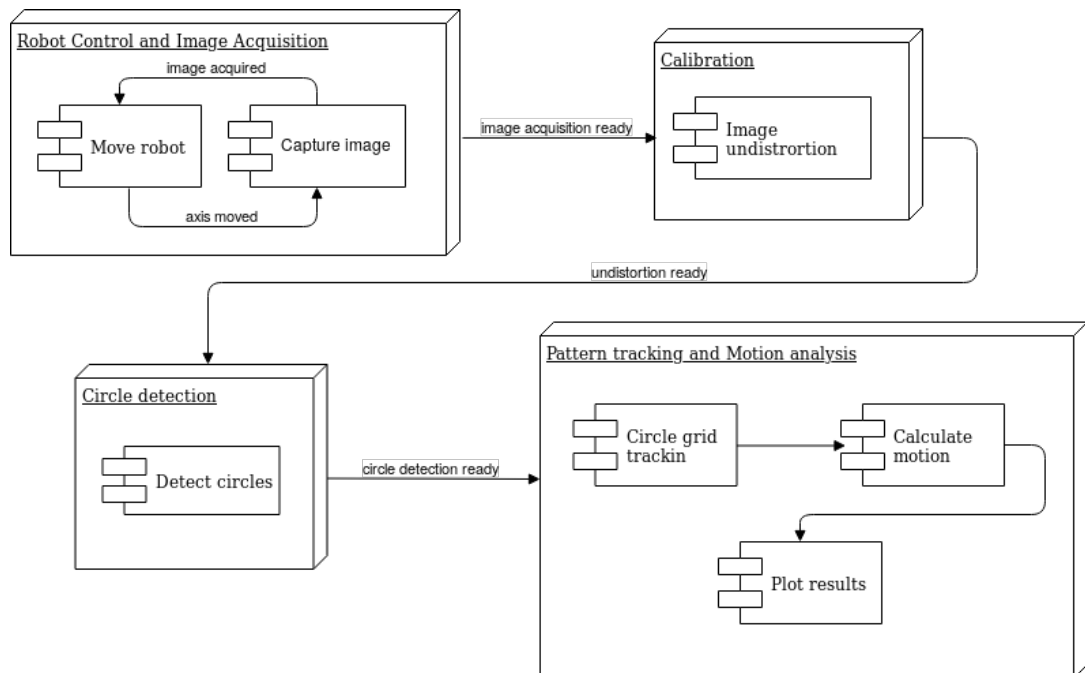 Robot Control and Image Acquisition
image acquired
Move robot
Capture image
axis moved
image acquisition ready
Calibration
Image
undistrortion
undistortion ready
Circle detection
Detect circles
circle detection ready
Pattern tracking and Motion analysis
Circle grid
trackin
Calculate
motion
Plot results